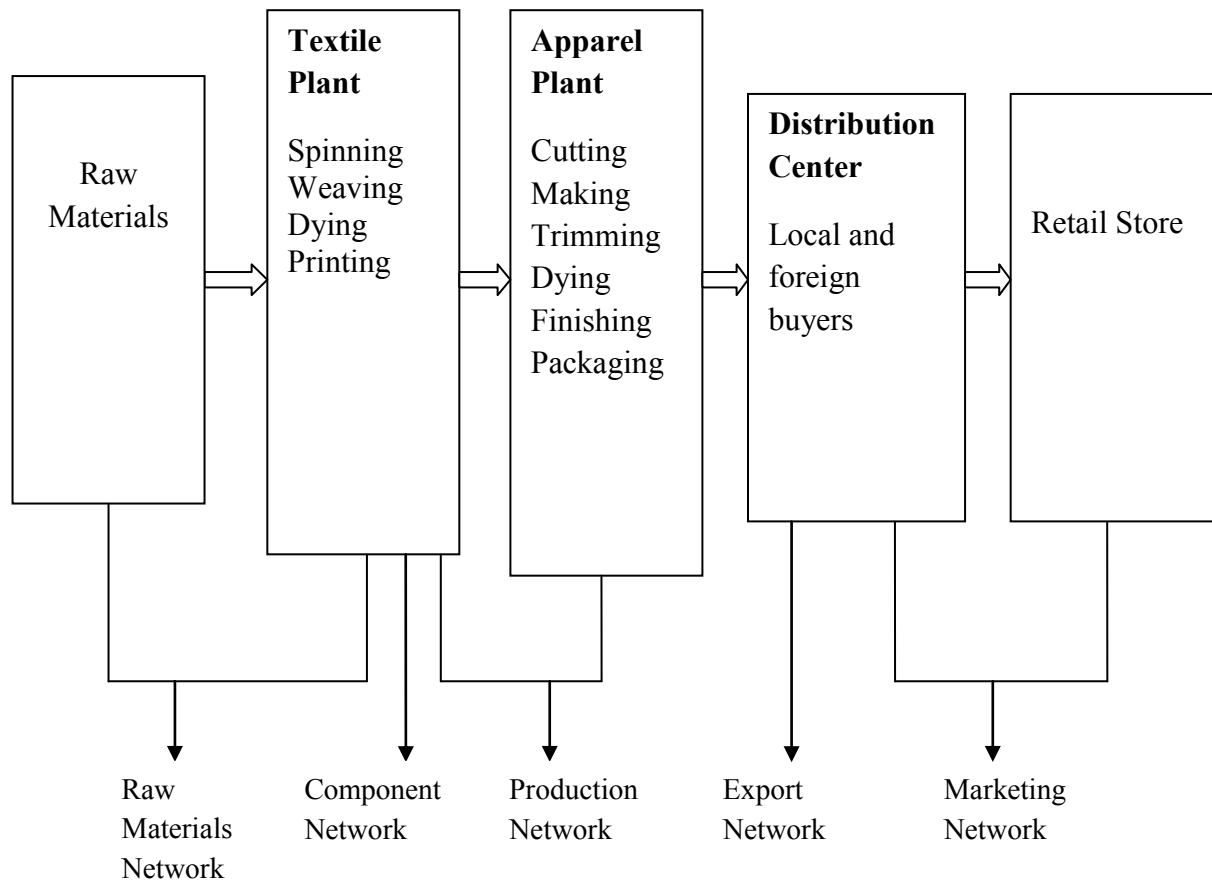 Raw
Materials
Textile
Plant
Spinning
Weaving
Dying
Printing
Apparel
Plant
Cutting
Making
Trimming
Dying
Finishing
Packaging
Distribution
Center
Local and
foreign
buyers
Retail Store
Raw
Materials
Network
Component
Network
Production
Network
Export
Network
Marketing
Network